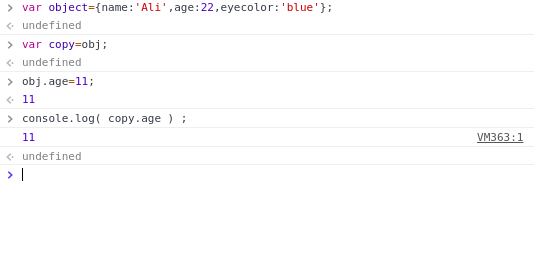 var object={name:'Ali',age:22,eyecolor:'blue'};
undefined
var copy=obj;
undefined
obj.age=11;
11
console.log( copy.age ) ;
11 VM363:1
undefined